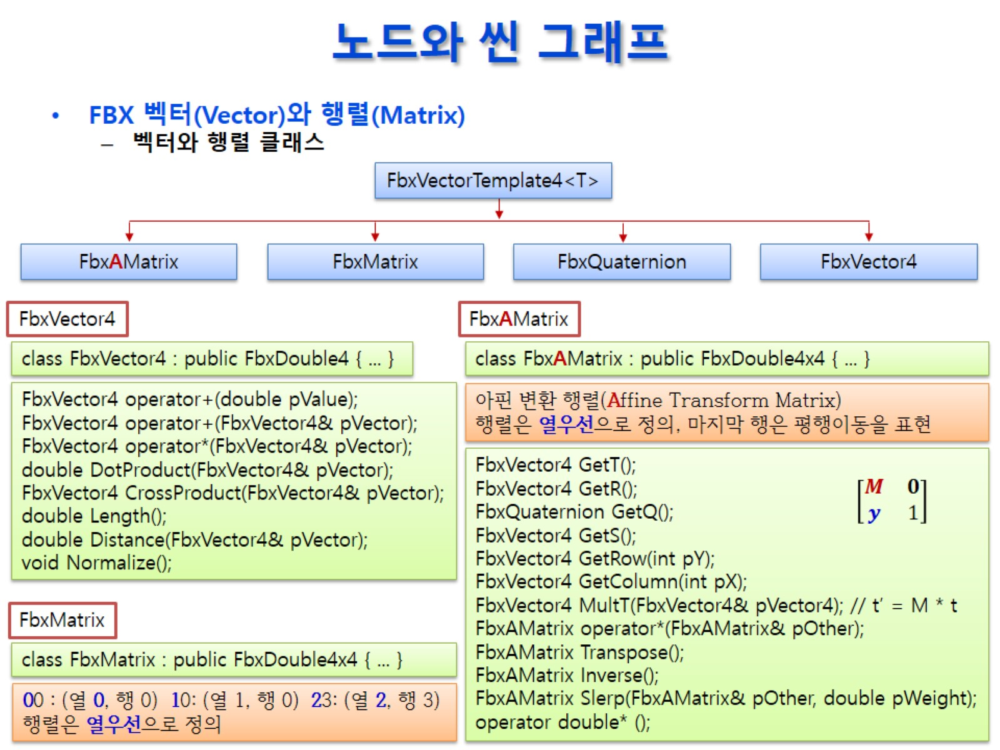 노드와 씬 그래프
• FBX 벡터(Vector)와 행렬(Matrix)
– 벡터와 행렬 클래스
FbxVectorTemplate4<T>
FbxAMatrix
FbxMatrix
FbxQuaternion
FbxVector4
FbxVector4
class FbxVector4 : public FbxDouble4 { ... }
FbxVector4 operator+(double pValue);
FbxVector4 operator+(FbxVector4& pVector);
FbxVector4 operator*(FbxVector4& pVector);
double DotProduct(FbxVector4& pVector);
FbxVector4 CrossProduct(FbxVector4& pVector);
double Length();
double Distance(FbxVector4& pVector);
void Normalize();
FbxMatrix
class FbxMatrix : public FbxDouble4x4 { ... }
00 : (열 0, 행 0) 10: (열 1, 행 0) 23: (열 2, 행 3)
행렬은 열우선으로 정의
FbxAMatrix
class FbxAMatrix : public FbxDouble4x4 { ... }
아핀 변환 행렬(Affine Transform Matrix)
행렬은 열우선으로 정의, 마지막 행은 평행이동을 표현
FbxVector4 GetT();
FbxVector4 GetR();
FbxQuaternion GetQ();
FbxVector4 GetS();
FbxVector4 GetRow(int pY);
FbxVector4 GetColumn(int pX);
FbxVector4 MultT(FbxVector4& pVector4); // t' = M * t
FbxAMatrix operator*(FbxAMatrix& pOther);
FbxAMatrix Transpose();
FbxAMatrix Inverse();
FbxAMatrix Slerp(FbxAMatrix& pOther, double pWeight);
operator double* ();
M 0
y 1